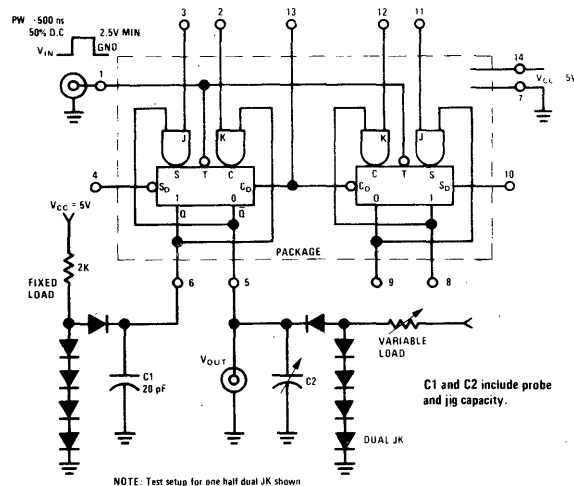 PW ·500 ns
50% D.C
2.5V MIN
VIN
GND
3
2
13
12
11
1
14
VCC 5V
7
J
K
K
J
S
T
C
C
T
S
4
SD
CD
CD
SD
10
1
0
0
1
Q
Q̅
PACKAGE
VCC = 5V
2K
FIXED
LOAD
6
5
9
8
VOUT
C1
20 pF
C2
VARIABLE
LOAD
C1 and C2 include probe
and jig capacity.
DUAL JK
NOTE: Test setup for one half dual JK shown